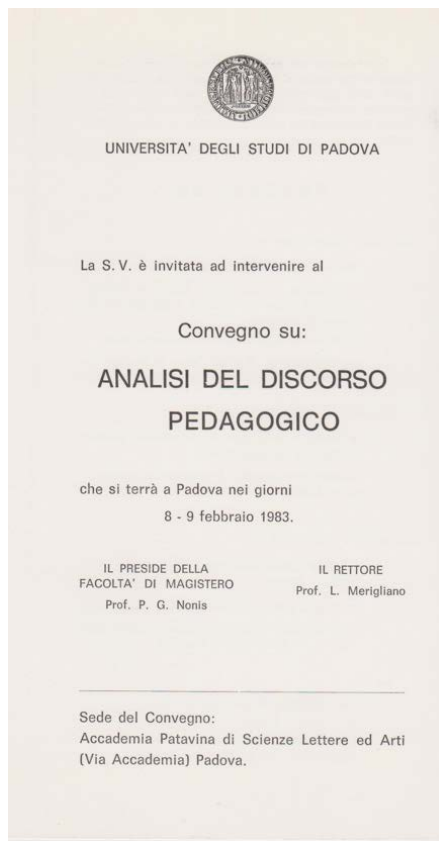 UNIVERSITA' DEGLI STUDI DI PADOVA
La S. V. è invitata ad intervenire al
Convegno su:
ANALISI DEL DISCORSO
PEDAGOGICO
che si terrà a Padova nei giorni
8 - 9 febbraio 1983.
IL PRESIDE DELLA
FACOLTA' DI MAGISTERO
Prof. P. G. Nonis
IL RETTORE
Prof. L. Merigliano
Sede del Convegno:
Accademia Patavina di Scienze Lettere ed Arti
(Via Accademia) Padova.